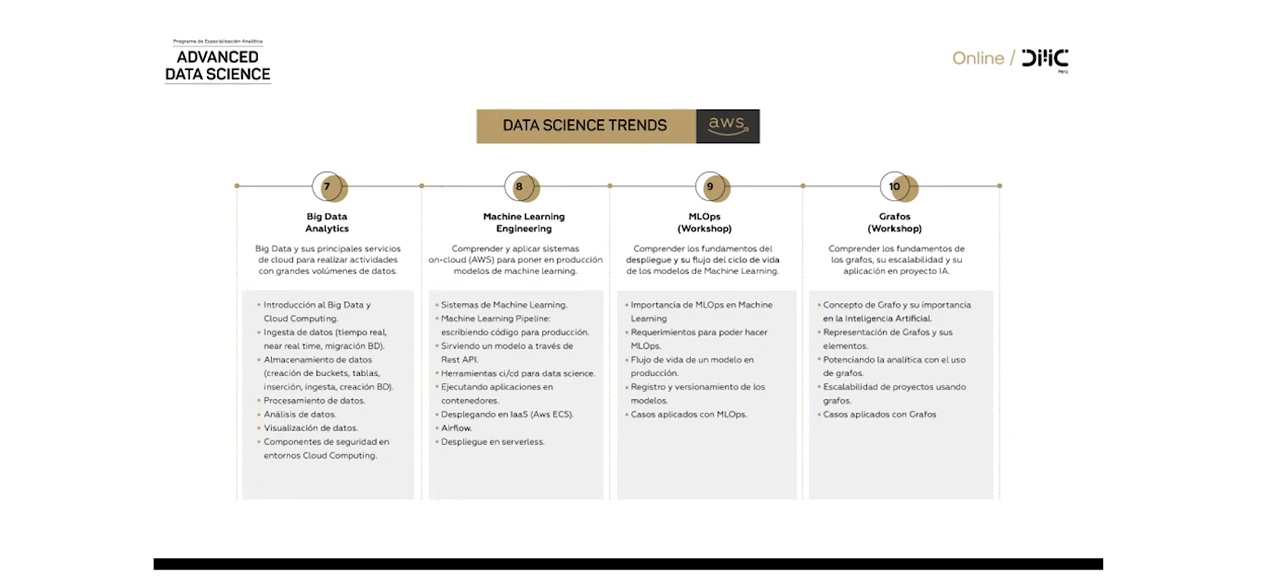 Programa de Especialización Analítica
ADVANCED
DATA SCIENCE
Online / DMC
Perú
DATA SCIENCE TRENDS
aws
7
Big Data
Analytics
Big Data y sus principales servicios
de cloud para realizar actividades
con grandes volúmenes de datos.
• Introducción al Big Data y
Cloud Computing.
• Ingesta de datos (tiempo real,
near real time, migración BD).
• Almacenamiento de datos
(creación de buckets, tablas,
inserción, ingesta, creación BD).
• Procesamiento de datos.
• Análisis de datos.
• Visualización de datos.
• Componentes de seguridad en
entornos Cloud Computing.
8
Machine Learning
Engineering
Comprender y aplicar sistemas
on-cloud (AWS) para poner en producción
modelos de machine learning.
• Sistemas de Machine Learning.
• Machine Learning Pipeline:
escribiendo código para producción.
• Sirviendo un modelo a través de
Rest API.
• Herramientas ci/cd para data science.
• Ejecutando aplicaciones en
contenedores.
• Desplegando en IaaS (Aws ECS).
• Airflow.
• Despliegue en serverless.
9
MLOps
(Workshop)
Comprender los fundamentos del
despliegue y su flujo del ciclo de vida
de los modelos de Machine Learning.
• Importancia de MLOps en Machine
Learning
• Requerimientos para poder hacer
MLOps.
• Flujo de vida de un modelo en
producción.
• Registro y versionamiento de los
modelos.
• Casos aplicados con MLOps.
10
Grafos
(Workshop)
Comprender los fundamentos de
los grafos, su escalabilidad y su
aplicación en proyecto IA.
• Concepto de Grafo y su importancia
en la Inteligencia Artificial.
• Representación de Grafos y sus
elementos.
• Potenciando la analítica con el uso
de grafos.
• Escalabilidad de proyectos usando
grafos.
• Casos aplicados con Grafos